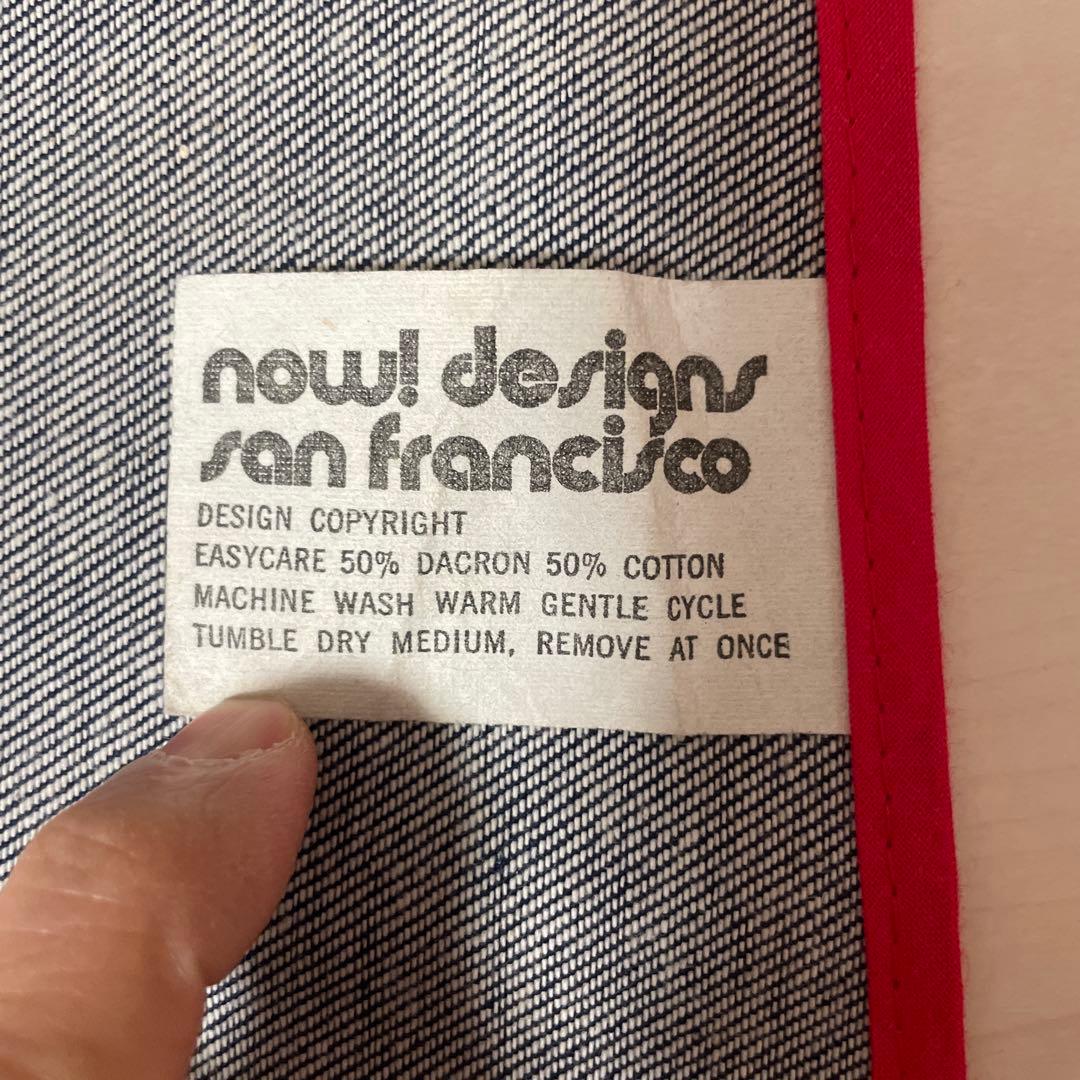 now! designs
san francisco
DESIGN COPYRIGHT
EASYCARE 50% DACRON 50% COTTON
MACHINE WASH WARM GENTLE CYCLE
TUMBLE DRY MEDIUM, REMOVE AT ONCE